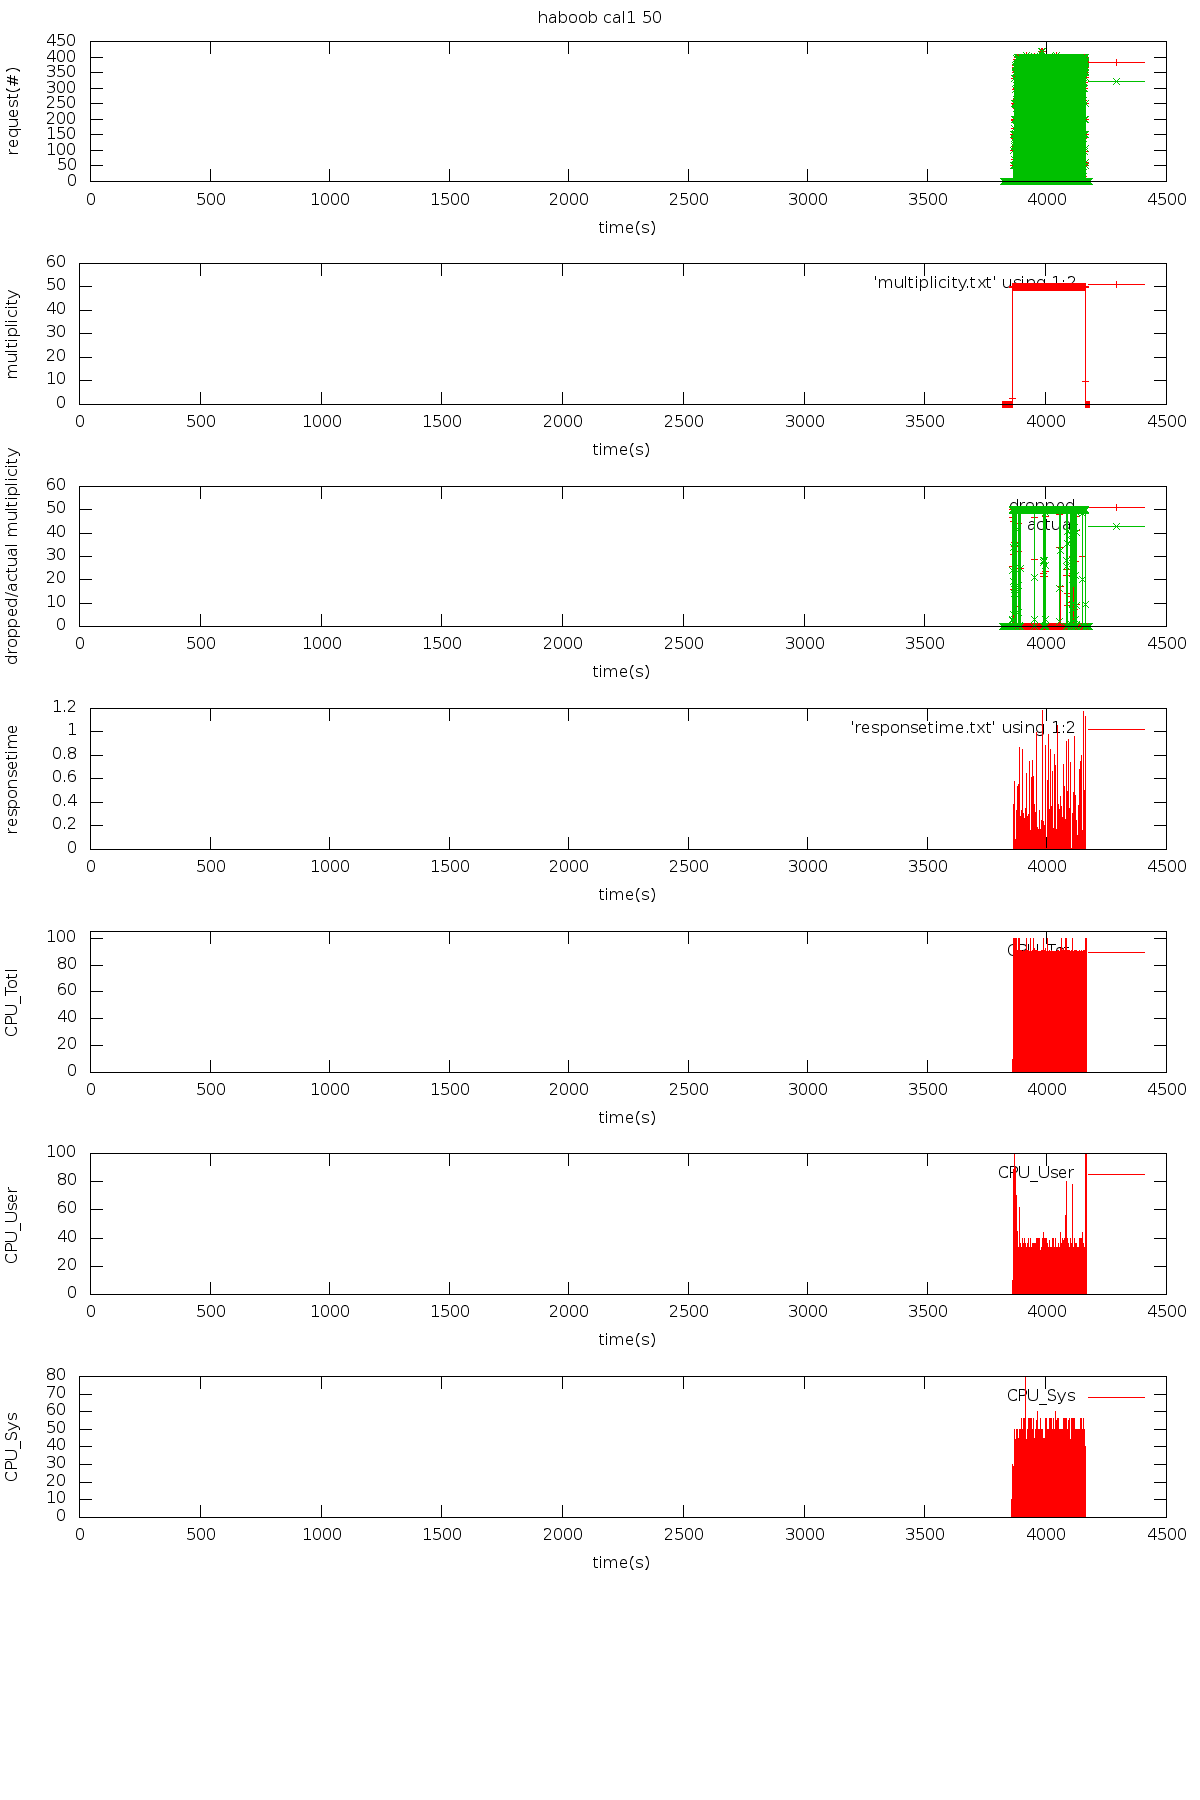 haboob cal1 50
request(#)
450
400
350
300
250
200
150
100
50
0
0 500 1000 1500 2000 2500 3000 3500 4000 4500
time(s)
multiplicity
60
50
40
30
20
10
0
'multiplicity.txt' using 1:2
0 500 1000 1500 2000 2500 3000 3500 4000 4500
time(s)
dropped/actual multiplicity
60
50
40
30
20
10
0
dropped
actual
0 500 1000 1500 2000 2500 3000 3500 4000 4500
time(s)
responsetime
1.2
1
0.8
0.6
0.4
0.2
0
'responsetime.txt' using 1:2
0 500 1000 1500 2000 2500 3000 3500 4000 4500
time(s)
CPU_Totl
100
80
60
40
20
0
0 500 1000 1500 2000 2500 3000 3500 4000 4500
time(s)
CPU_User
100
80
60
40
20
0
CPU_User
0 500 1000 1500 2000 2500 3000 3500 4000 4500
time(s)
CPU_Sys
80
70
60
50
40
30
20
10
0
CPU_Sys
0 500 1000 1500 2000 2500 3000 3500 4000 4500
time(s)